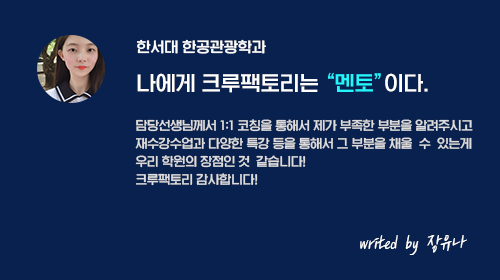 한서대 한공관광학과
나에게 크루팩토리는 “멘토” 이다.
담당선생님께서 1:1 코칭을 통해서 제가 부족한 부분을 알려주시고
재수강수업과 다양한 특강 등을 통해서 그 부분을 채울 수 있는게
우리 학원의 장점인 것 같습니다!
크루팩토리 감사합니다!
writed by 장유나